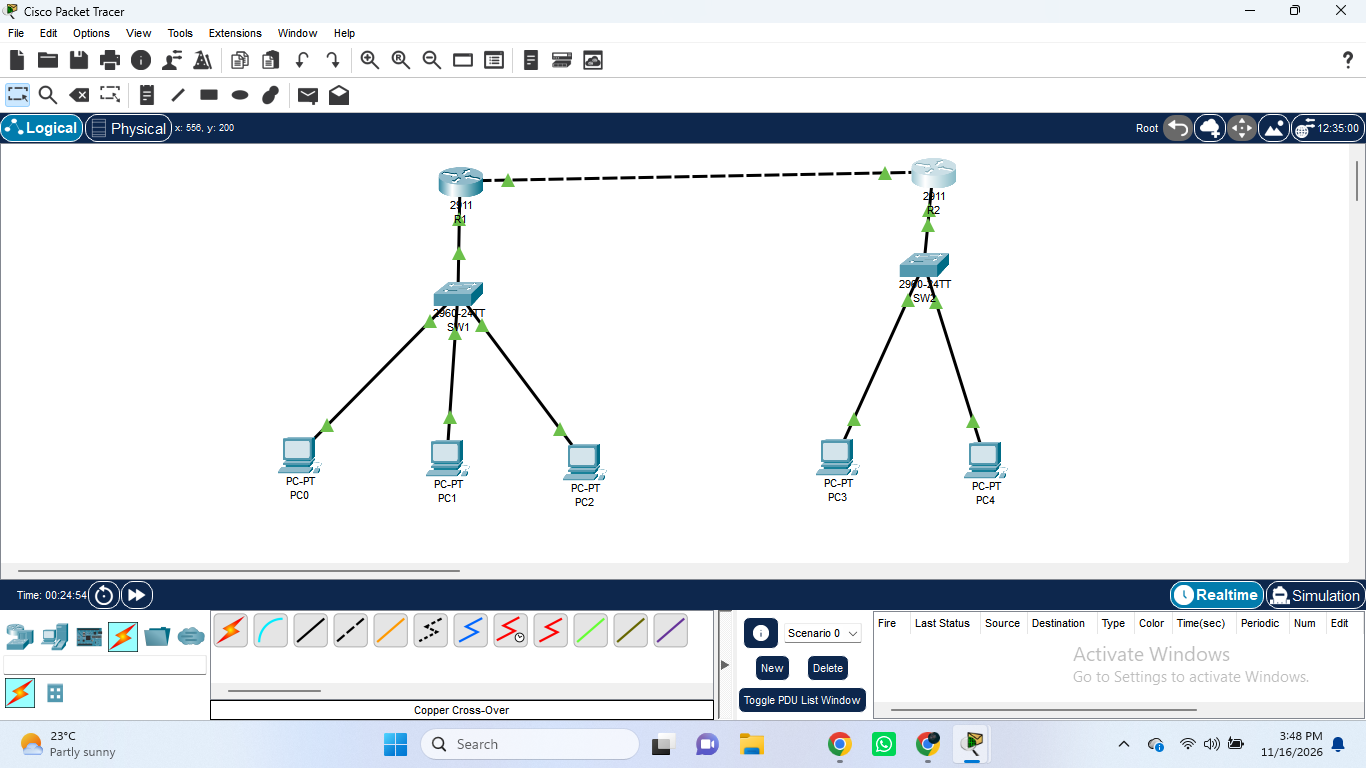 Cisco Packet Tracer
File Edit Options View Tools Extensions Window Help
Logical Physical x: 556, y: 200 Root 12:35:00
2911
R1
2911
R2
2960-24TT
SW1
2960-24TT
SW2
PC-PT
PC0
PC-PT
PC1
PC-PT
PC2
PC-PT
PC3
PC-PT
PC4
Time: 00:24:54 Realtime Simulation
Scenario 0
New Delete
Toggle PDU List Window
Fire Last Status Source Destination Type Color Time(sec) Periodic Num Edit
Activate Windows
Go to Settings to activate Windows.
Copper Cross-Over
23°C
Partly sunny
Search
3:48 PM
11/16/2026